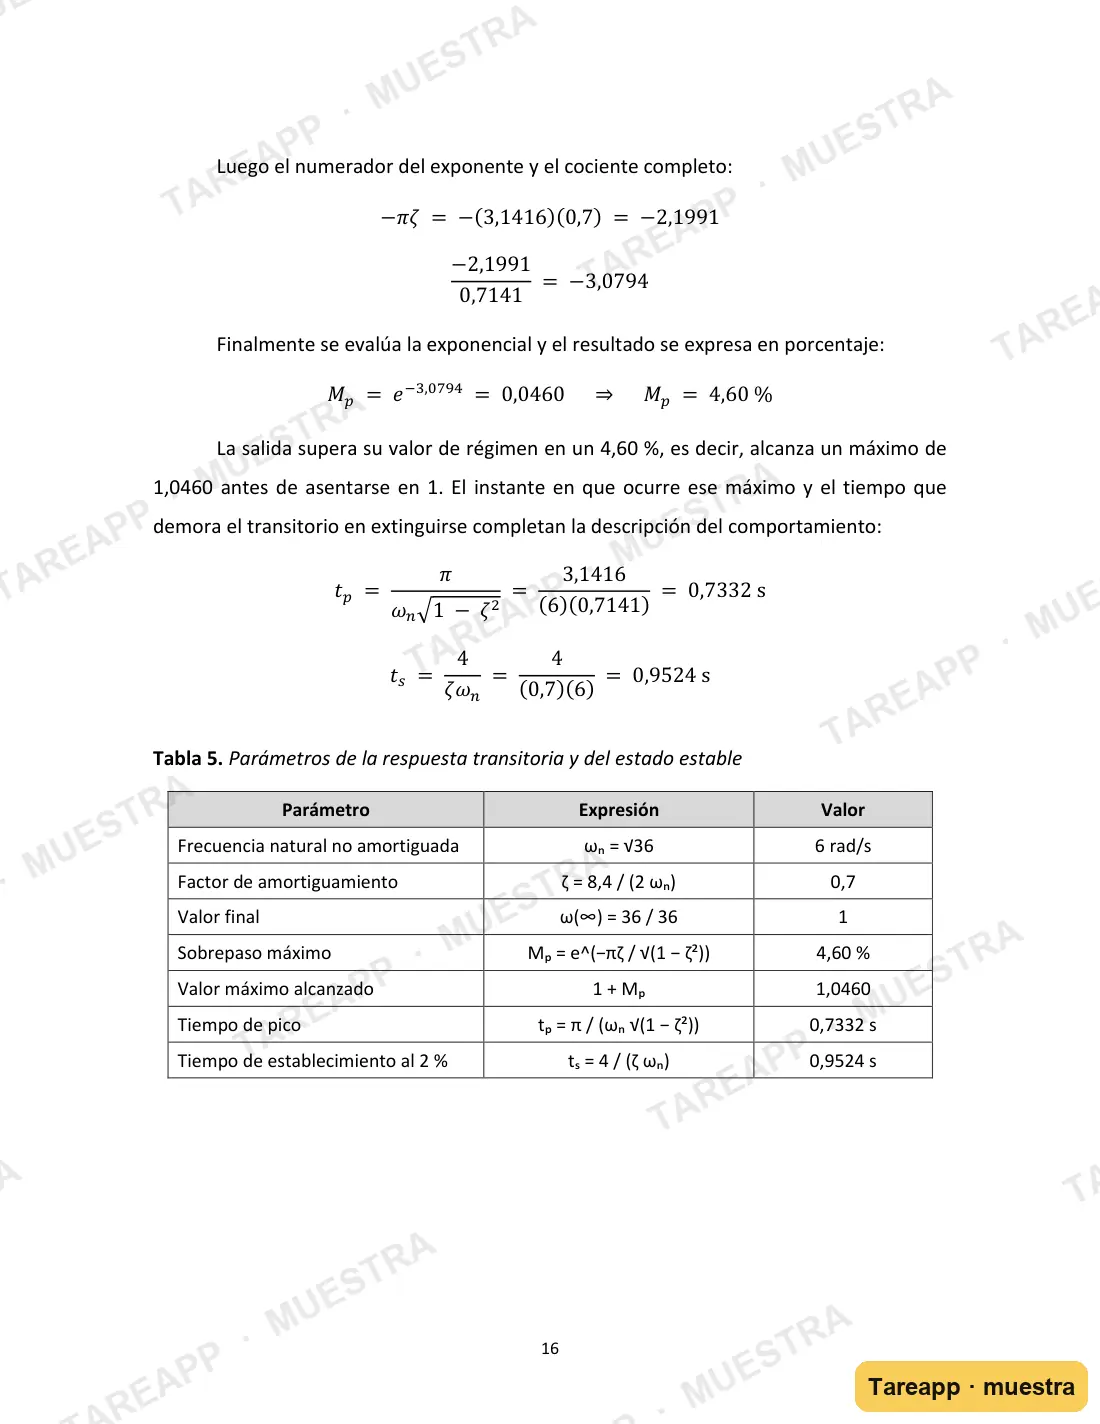 Luego el numerador del exponente y el cociente completo:
−πζ = −(3,1416)(0,7) = −2,1991
−2,1991 / 0,7141 = −3,0794
Finalmente se evalúa la exponencial y el resultado se expresa en porcentaje:
Mₚ = e^−3,0794 = 0,0460 ⇒ Mₚ = 4,60 %
La salida supera su valor de régimen en un 4,60 %, es decir, alcanza un máximo de
1,0460 antes de asentarse en 1. El instante en que ocurre ese máximo y el tiempo que
demora el transitorio en extinguirse completan la descripción del comportamiento:
tₚ = π / (ωₙ√(1 − ζ²)) = 3,1416 / (6)(0,7141) = 0,7332 s
tₛ = 4 / ζωₙ = 4 / (0,7)(6) = 0,9524 s
Tabla 5. Parámetros de la respuesta transitoria y del estado estable
Parámetro Expresión Valor
Frecuencia natural no amortiguada ωₙ = √36 6 rad/s
Factor de amortiguamiento ζ = 8,4 / (2 ωₙ) 0,7
Valor final ω(∞) = 36 / 36 1
Sobrepaso máximo Mₚ = e^(−πζ / √(1 − ζ²)) 4,60 %
Valor máximo alcanzado 1 + Mₚ 1,0460
Tiempo de pico tₚ = π / (ωₙ √(1 − ζ²)) 0,7332 s
Tiempo de establecimiento al 2 % tₛ = 4 / (ζ ωₙ) 0,9524 s
16
Tareapp · muestra
TAREAPP · MUESTRA